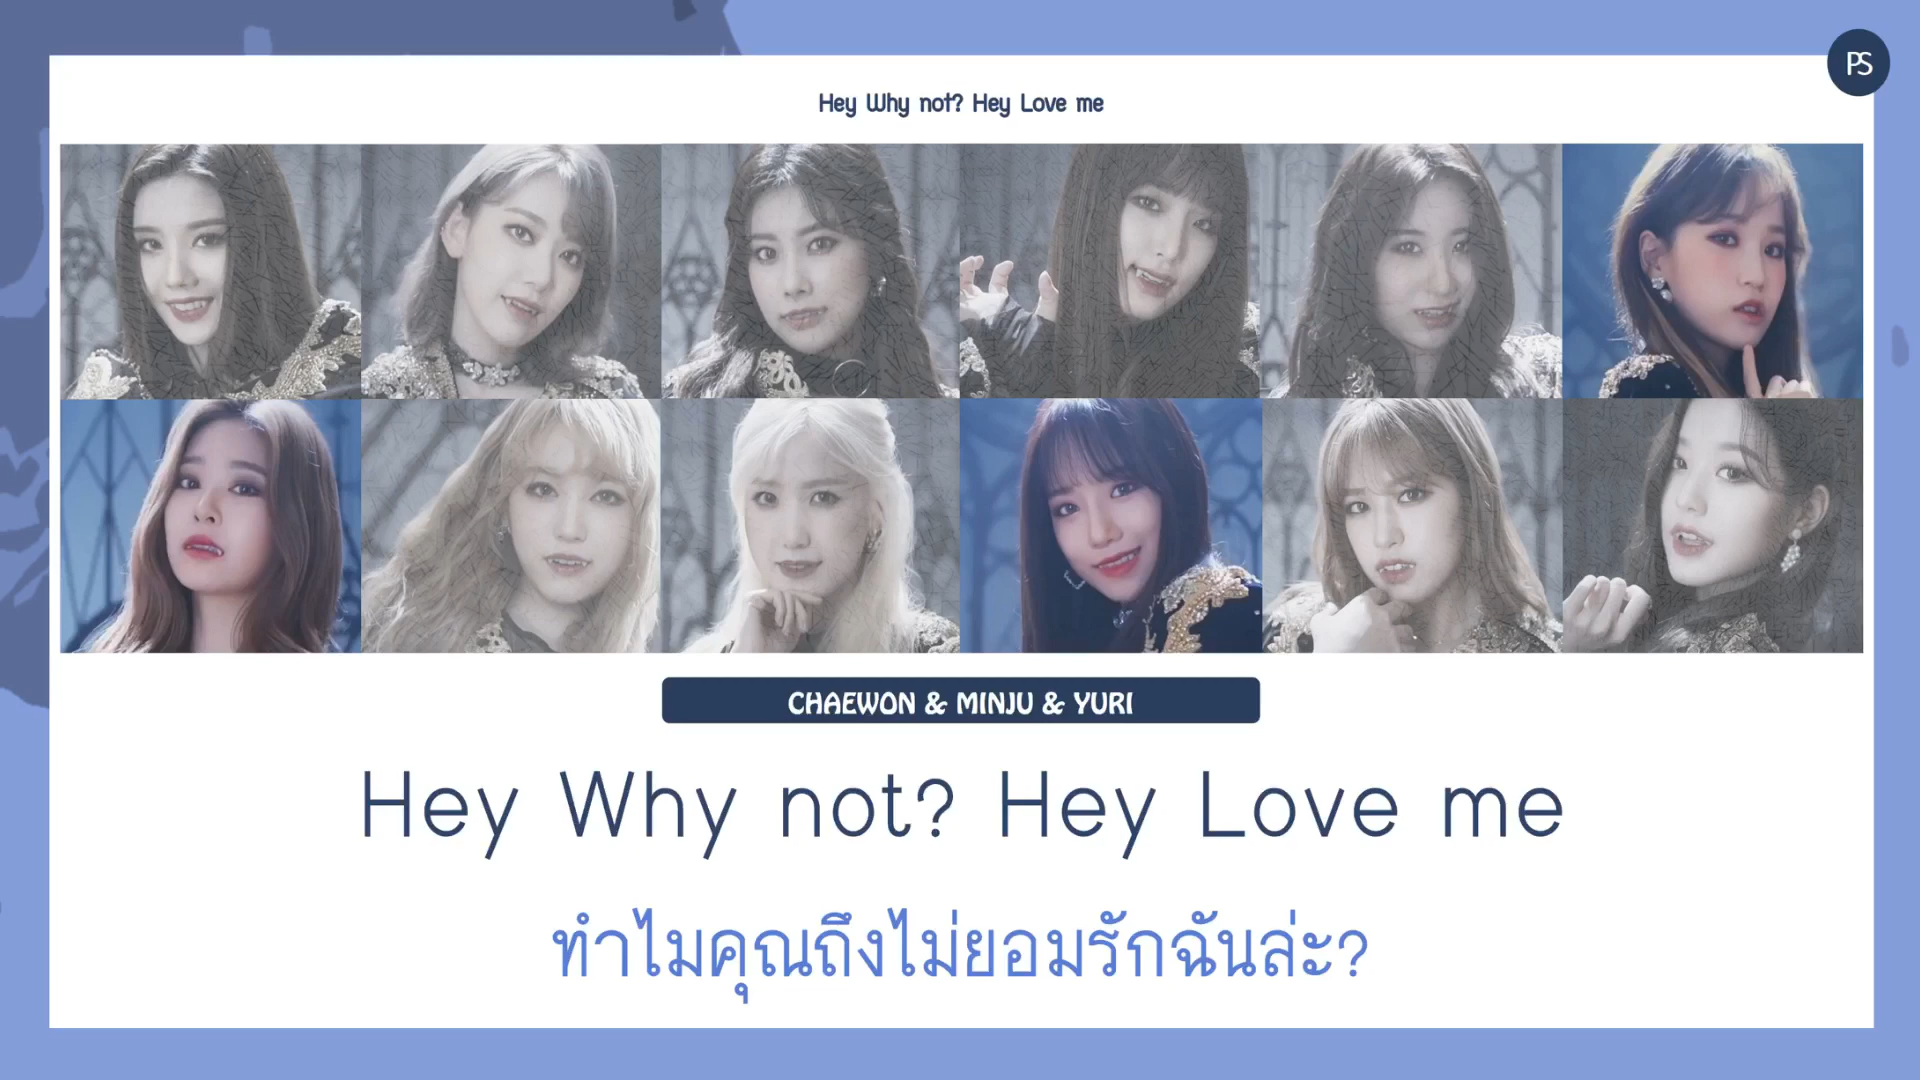 PS
Hey Why not? Hey Love me
CHAEWON & MINJU & YURI
Hey Why not? Hey Love me
ทำไมคุณถึงไม่ยอมรักฉันล่ะ?